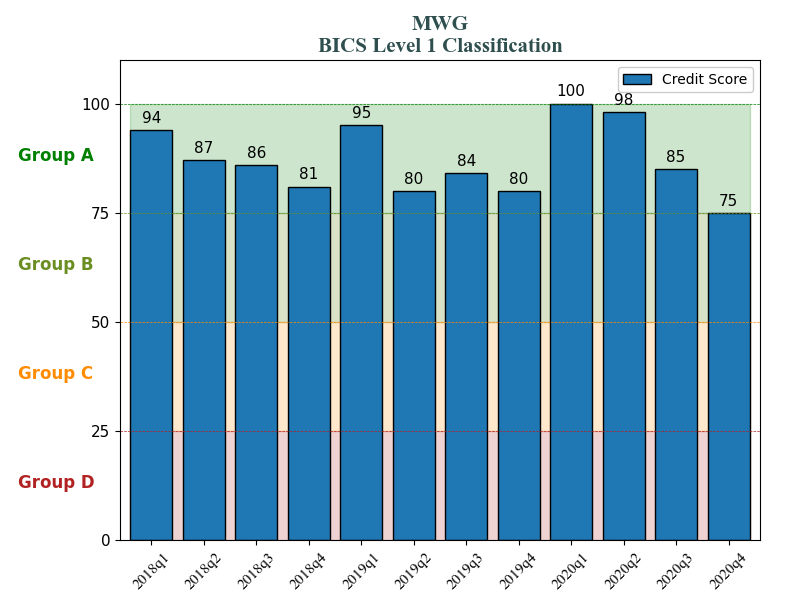 MWG
BICS Level 1 Classification
Credit Score
100
75
50
25
0
Group A
Group B
Group C
Group D
94
87
86
81
95
80
84
80
100
98
85
75
2018q1
2018q2
2018q3
2018q4
2019q1
2019q2
2019q3
2019q4
2020q1
2020q2
2020q3
2020q4